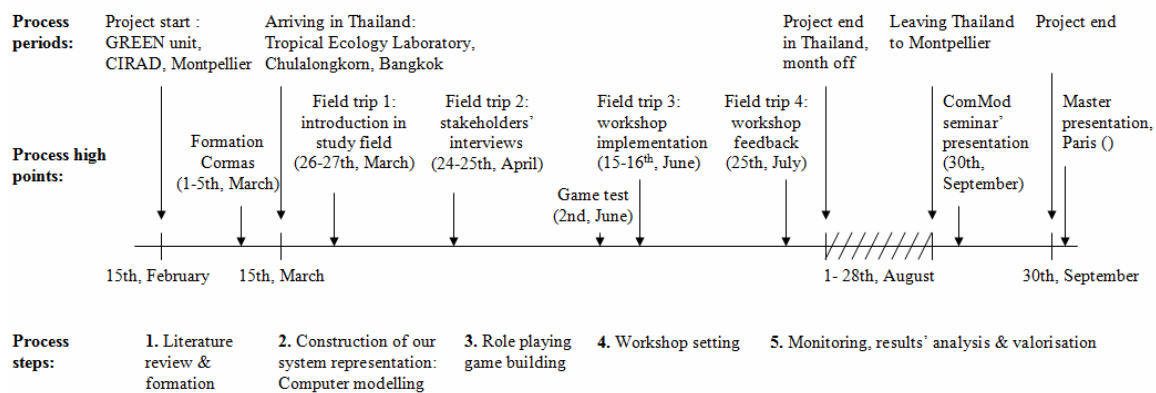 Process
periods:
Project start :
GREEN unit,
CIRAD, Montpellier
Arriving in Thailand:
Tropical Ecology Laboratory,
Chulalongkorn, Bangkok
Project end
in Thailand,
month off
Leaving Thailand
to Montpellier
Project end
Process high
points:
Formation
Cormas
(1-5th, March)
Field trip 1:
introduction in
study field
(26-27th, March)
Field trip 2:
stakeholders'
interviews
(24-25th, April)
Game test
(2nd, June)
Field trip 3:
workshop
implementation
(15-16th, June)
Field trip 4:
workshop
feedback
(25th, July)
ComMod
seminar'
presentation
(30th,
September)
Master
presentation,
Paris ()
15th, February
15th, March
1- 28th, August
30th, September
Process
steps:
1. Literature
review &
formation
2. Construction of our
system representation:
Computer modelling
3. Role playing
game building
4. Workshop setting
5. Monitoring, results' analysis & valorisation